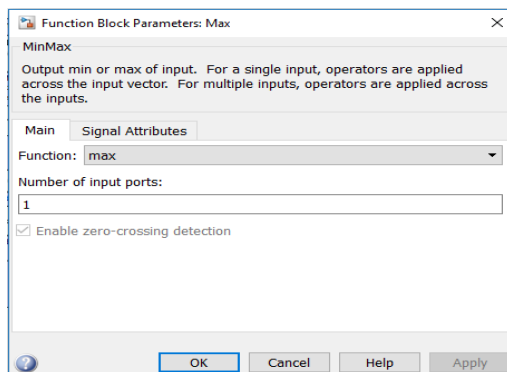 Function Block Parameters: Max
MinMax
Output min or max of input. For a single input, operators are applied
across the input vector. For multiple inputs, operators are applied across
the inputs.
Main Signal Attributes
Function: max
Number of input ports:
1
Enable zero-crossing detection
? OK Cancel Help Apply